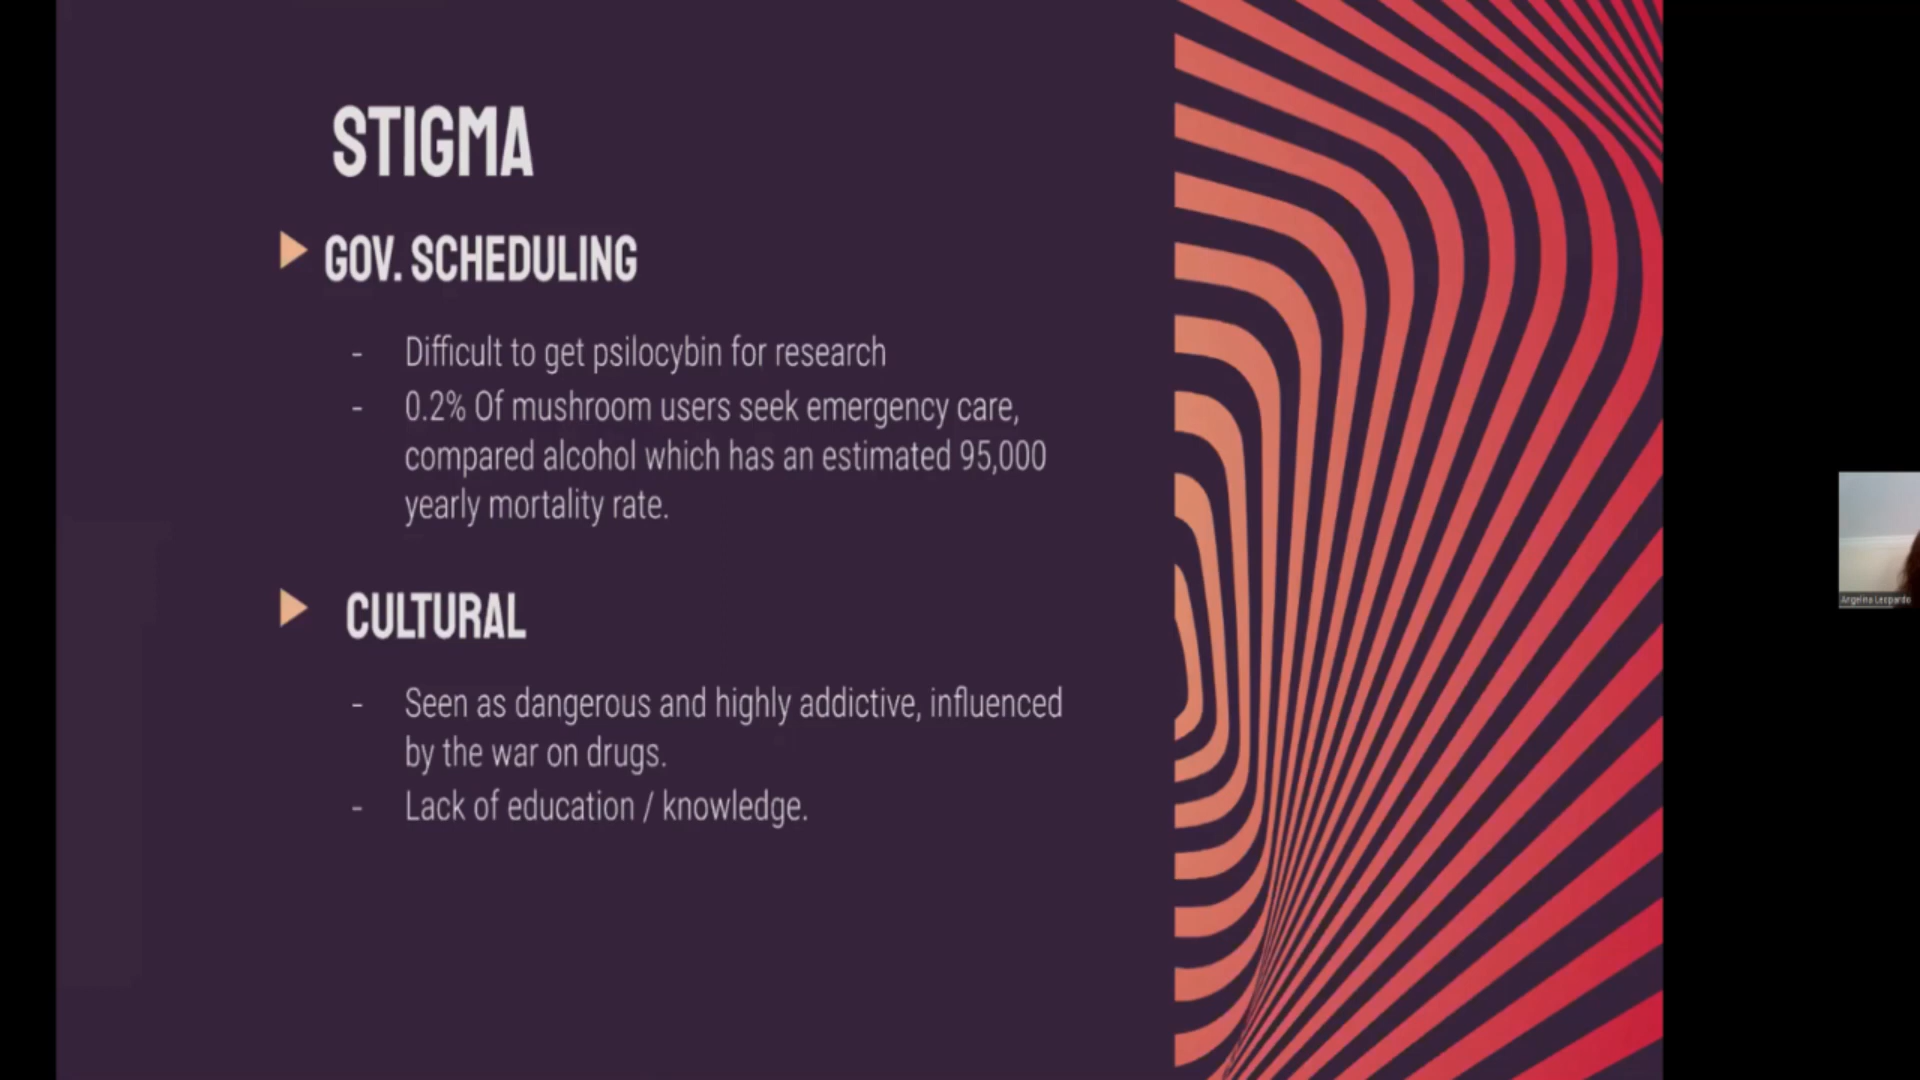 STIGMA
GOV. SCHEDULING
- Difficult to get psilocybin for research
- 0.2% Of mushroom users seek emergency care,
compared alcohol which has an estimated 95,000
yearly mortality rate.
CULTURAL
- Seen as dangerous and highly addictive, influenced
by the war on drugs.
- Lack of education / knowledge.
Angelina Leopardo